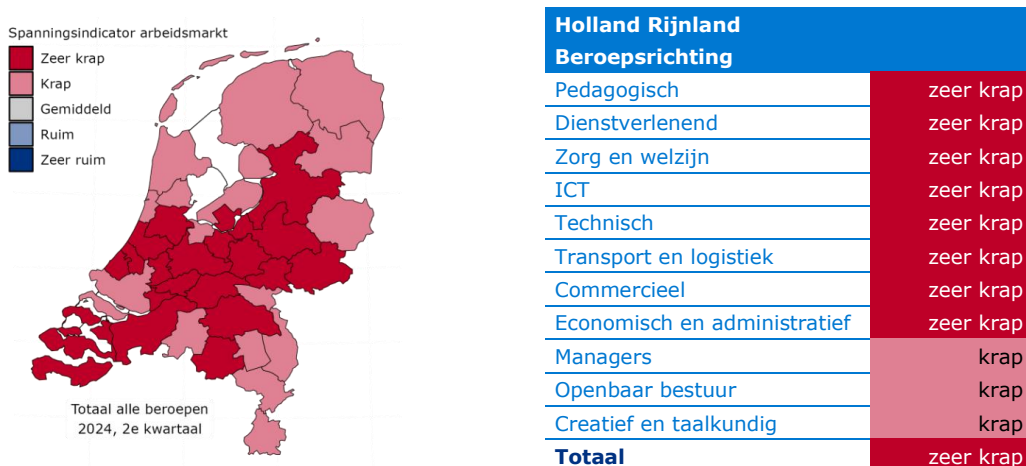 Spanningsindicator arbeidsmarkt
Zeer krap
Krap
Gemiddeld
Ruim
Zeer ruim
Totaal alle beroepen
2024, 2e kwartaal
Holland Rijnland
Beroepsrichting
Pedagogisch zeer krap
Dienstverlenend zeer krap
Zorg en welzijn zeer krap
ICT zeer krap
Technisch zeer krap
Transport en logistiek zeer krap
Commercieel zeer krap
Economisch en administratief zeer krap
Managers krap
Openbaar bestuur krap
Creatief en taalkundig krap
Totaal zeer krap